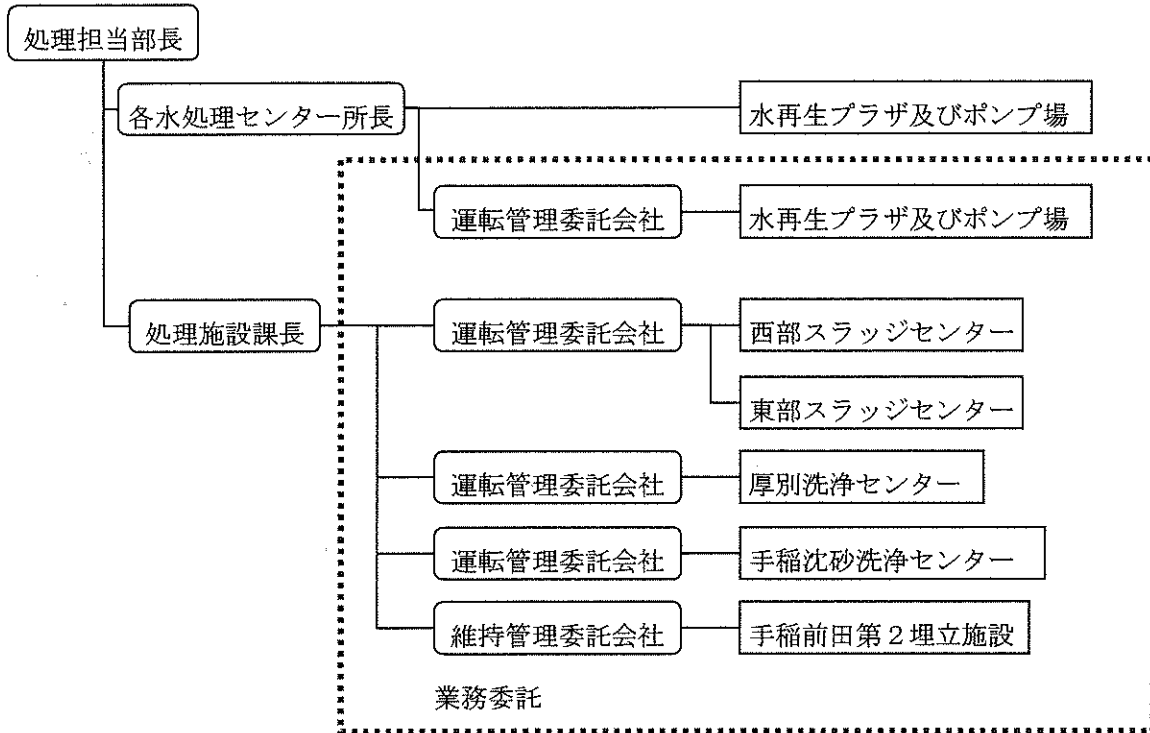 処理担当部長
各水処理センター所長
水再生プラザ及びポンプ場
運転管理委託会社
水再生プラザ及びポンプ場
処理施設課長
運転管理委託会社
西部スラッジセンター
東部スラッジセンター
運転管理委託会社
厚別洗浄センター
運転管理委託会社
手稲沈砂洗浄センター
維持管理委託会社
手稲前田第２埋立施設
業務委託